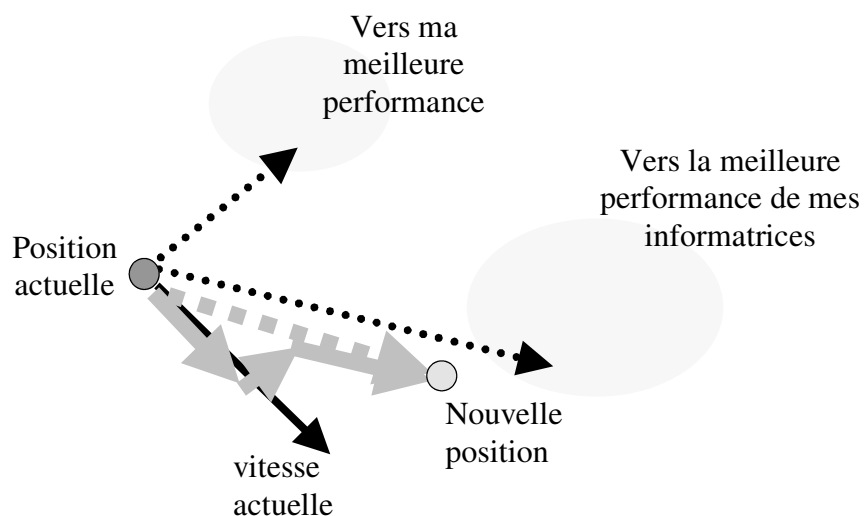 Vers ma
meilleure
performance
Vers la meilleure
performance de mes
informatrices
Position
actuelle
Nouvelle
position
vitesse
actuelle